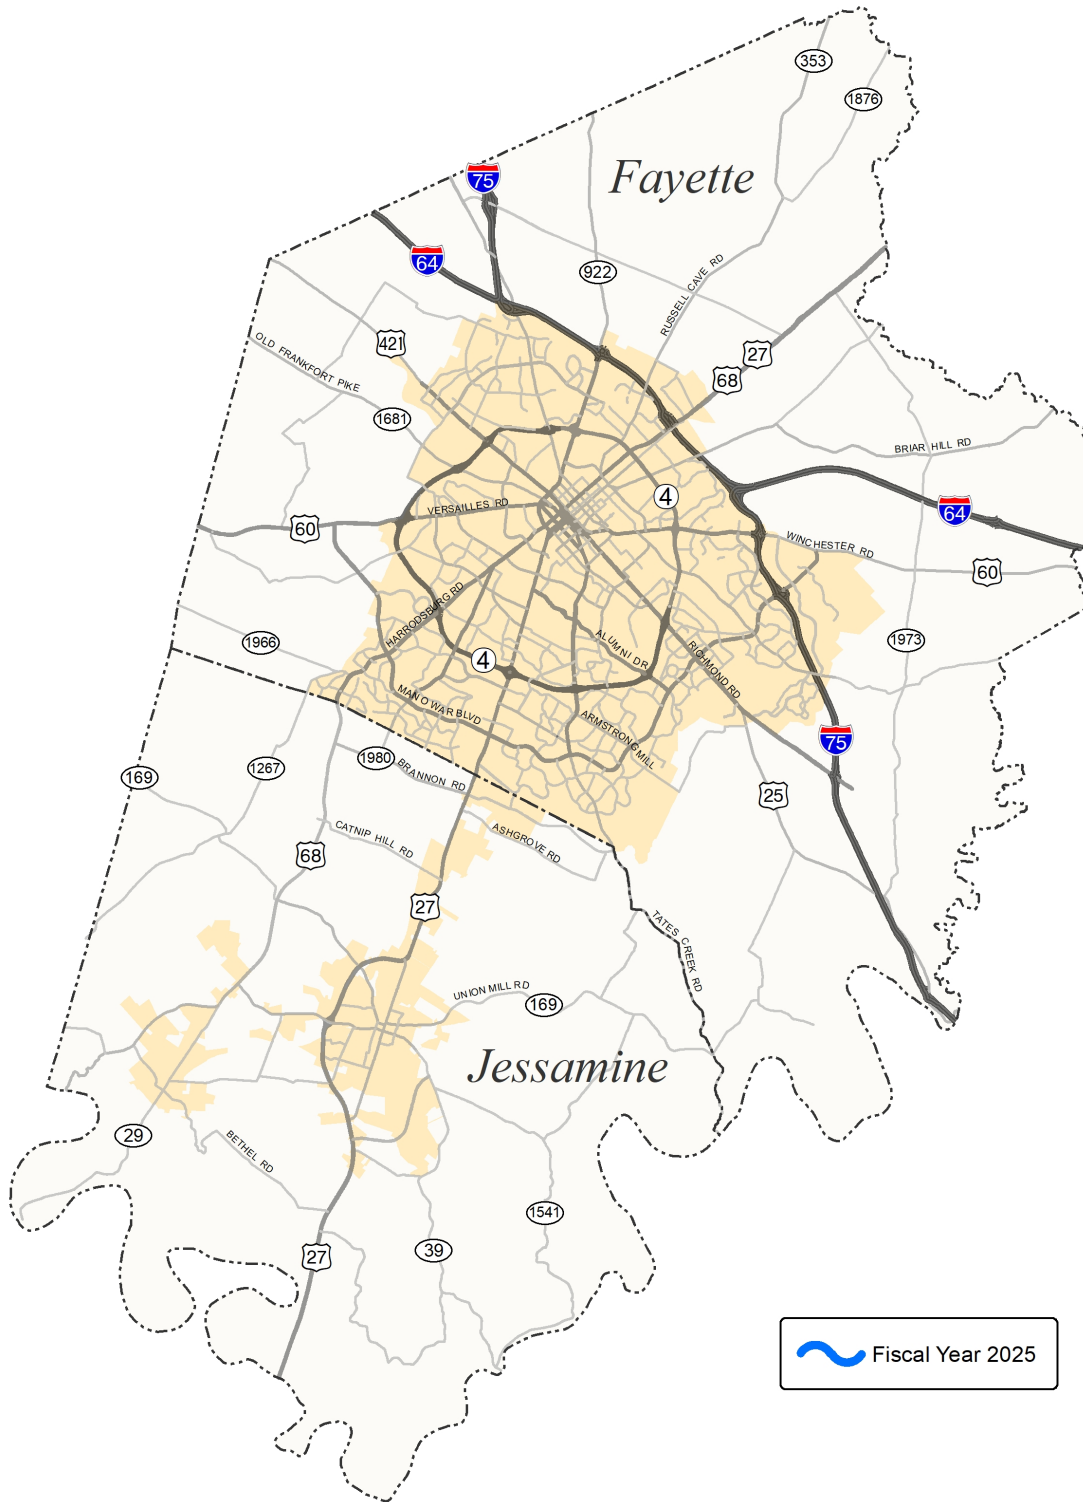 353
1876
75
Fayette
64
922
RUSSELL CAVE RD
421
27
68
OLD FRANKFORT PIKE
1681
BRIAR HILL RD
4
VERSAILLES RD
64
60
WINCHESTER RD
60
HARRODSBURG RD
ALUMNI DR
1966
1973
4
RICHMOND RD
MAN O WAR BLVD
ARMSTRONG MILL
75
1980
169
1267
BRANNON RD
25
CATNIP HILL RD
ASHGROVE RD
68
27
TATES CREEK RD
UNION MILL RD
169
Jessamine
29
BETHEL RD
1541
39
27
Fiscal Year 2025